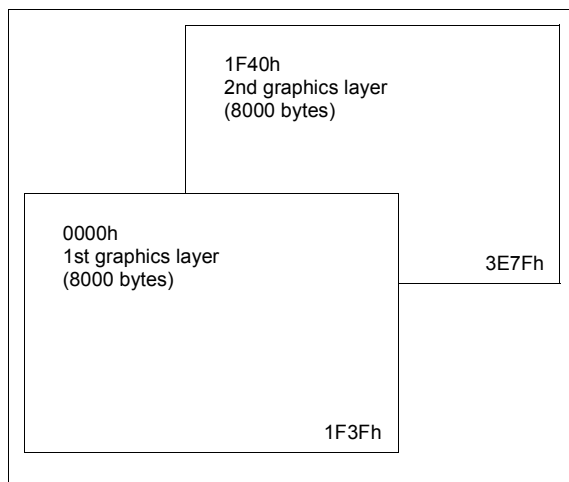 1F40h
2nd graphics layer
(8000 bytes)
3E7Fh
0000h
1st graphics layer
(8000 bytes)
1F3Fh